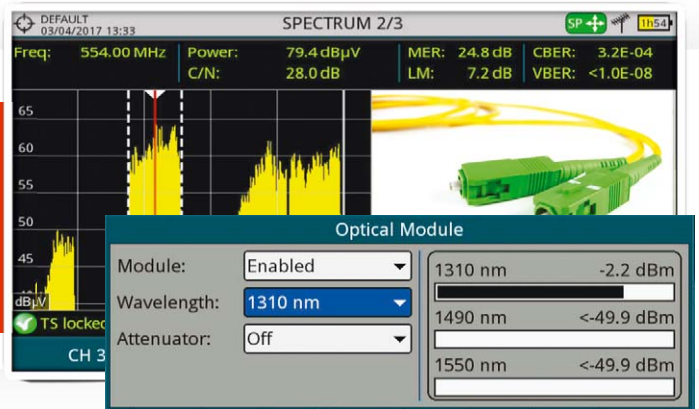 DEFAULT
03/04/2017 13:33
SPECTRUM 2/3
SP
1h54
Freq: 554.00 MHz Power: 79.4 dBµV MER: 24.8 dB CBER: 3.2E-04
C/N: 28.0 dB LM: 7.2 dB VBER: <1.0E-08
65
60
55
50
45
dBµV
TS locked
CH 3
Optical Module
Module: Enabled
Wavelength: 1310 nm
Attenuator: Off
1310 nm -2.2 dBm
1490 nm <-49.9 dBm
1550 nm <-49.9 dBm